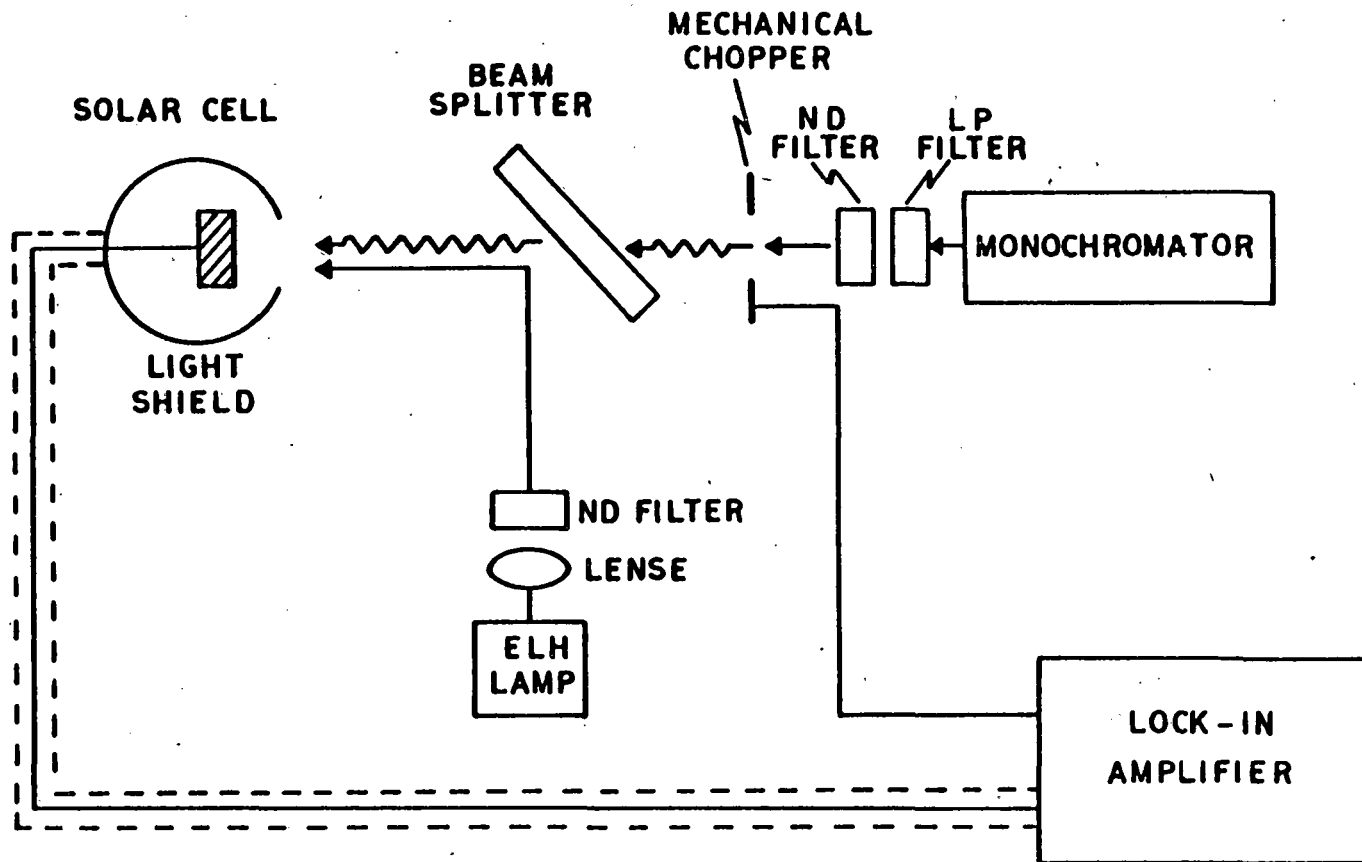 MECHANICAL
CHOPPER
BEAM
SPLITTER
SOLAR CELL
ND
FILTER
LP
FILTER
MONOCHROMATOR
LIGHT
SHIELD
ND FILTER
LENSE
ELH
LAMP
LOCK-IN
AMPLIFIER